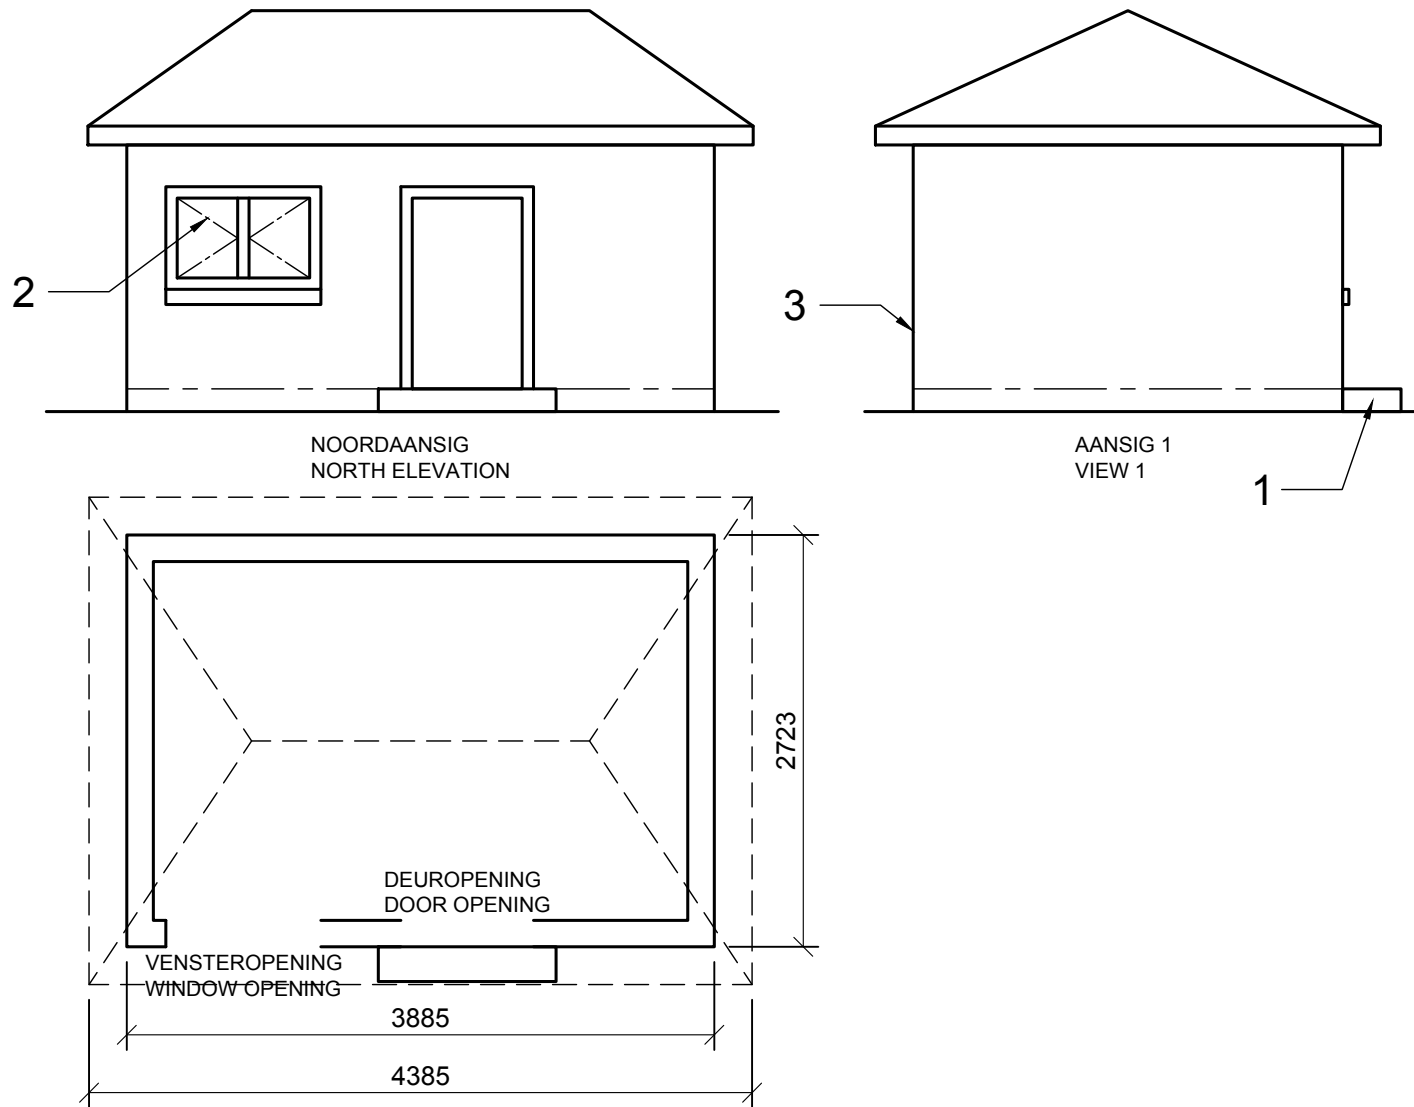 2
3
NOORDAANSIG
NORTH ELEVATION
AANSIG 1
VIEW 1
1
2723
DEUROPENING
DOOR OPENING
VENSTEROPENING
WINDOW OPENING
3885
4385